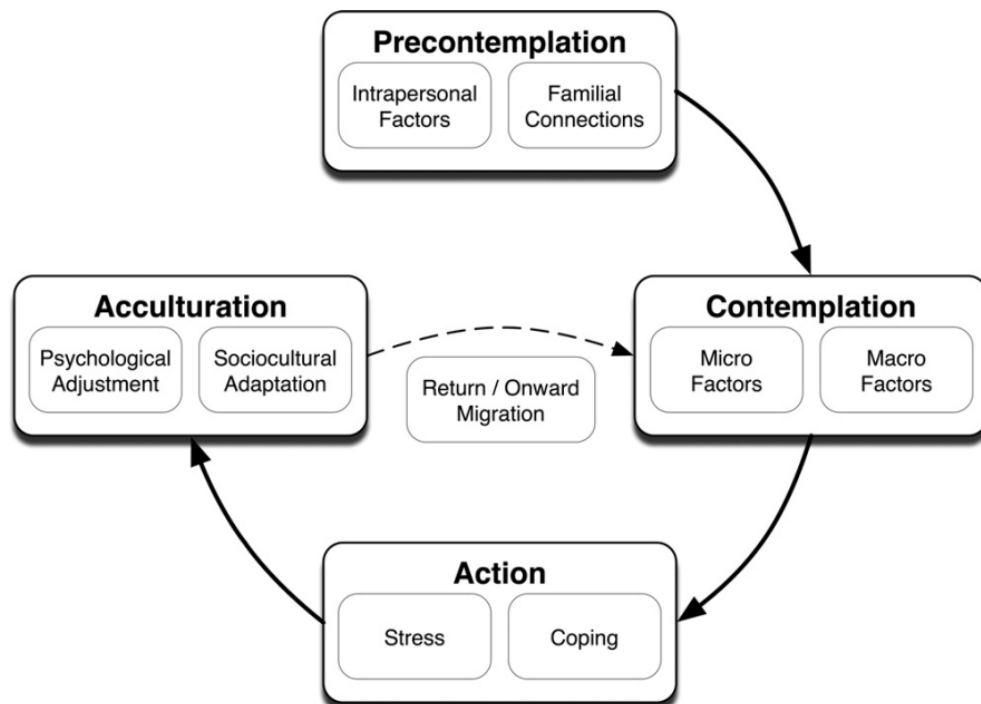 Precontemplation
Intrapersonal
Factors
Familial
Connections
Acculturation
Psychological
Adjustment
Sociocultural
Adaptation
Return / Onward
Migration
Contemplation
Micro
Factors
Macro
Factors
Action
Stress
Coping